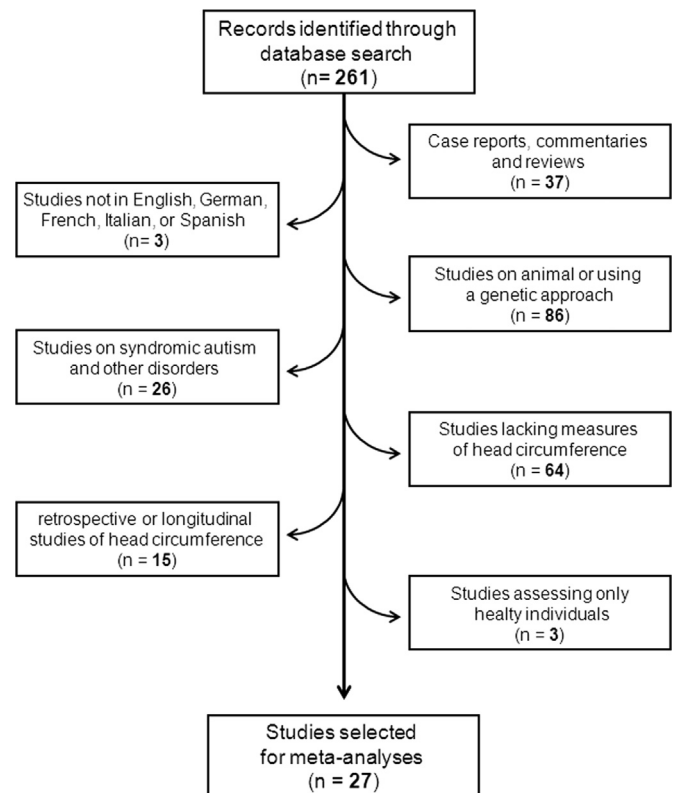 Records identified through
database search
(n= 261)
Case reports, commentaries
and reviews
(n = 37)
Studies not in English, German,
French, Italian, or Spanish
(n= 3)
Studies on animal or using
a genetic approach
(n = 86)
Studies on syndromic autism
and other disorders
(n = 26)
Studies lacking measures
of head circumference
(n = 64)
retrospective or longitudinal
studies of head circumference
(n = 15)
Studies assessing only
healty individuals
(n = 3)
Studies selected
for meta-analyses
(n = 27)